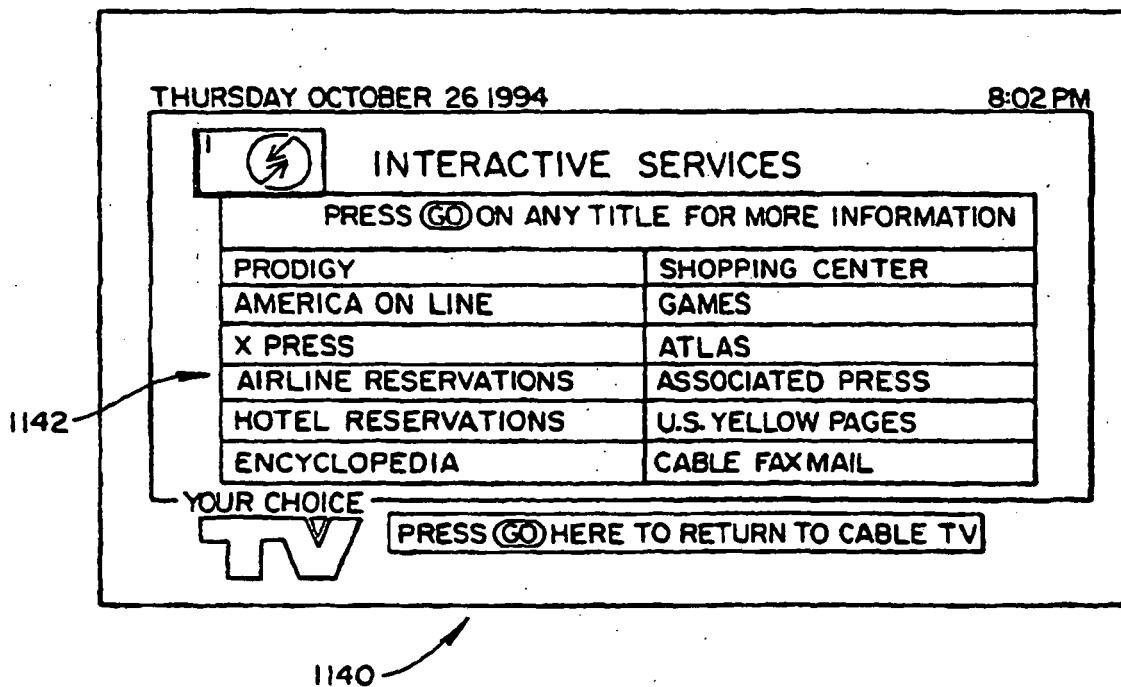 THURSDAY OCTOBER 26 1994 8:02 PM
INTERACTIVE SERVICES
PRESS GO ON ANY TITLE FOR MORE INFORMATION
PRODIGY SHOPPING CENTER
AMERICA ON LINE GAMES
X PRESS ATLAS
AIRLINE RESERVATIONS ASSOCIATED PRESS
HOTEL RESERVATIONS U.S. YELLOW PAGES
ENCYCLOPEDIA CABLE FAXMAIL
YOUR CHOICE
TV
PRESS GO HERE TO RETURN TO CABLE TV
1142
1140